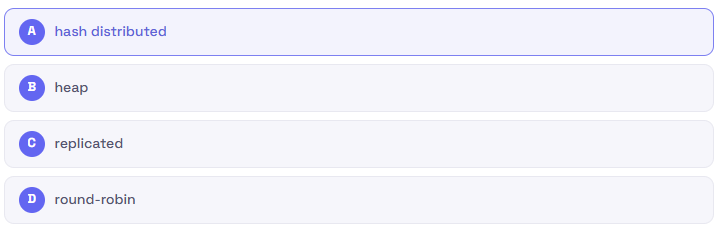 A hash distributed
B heap
C replicated
D round-robin